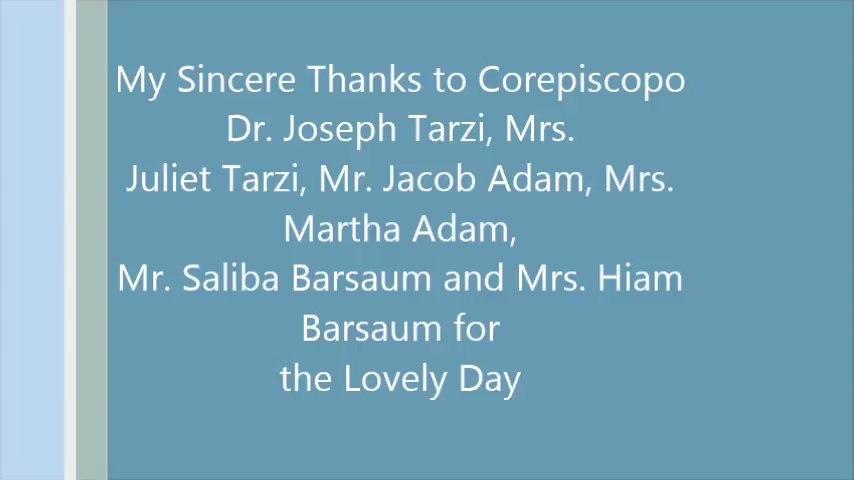 My Sincere Thanks to Corepiscopo
Dr. Joseph Tarzi, Mrs.
Juliet Tarzi, Mr. Jacob Adam, Mrs.
Martha Adam,
Mr. Saliba Barsaum and Mrs. Hiam
Barsaum for
the Lovely Day